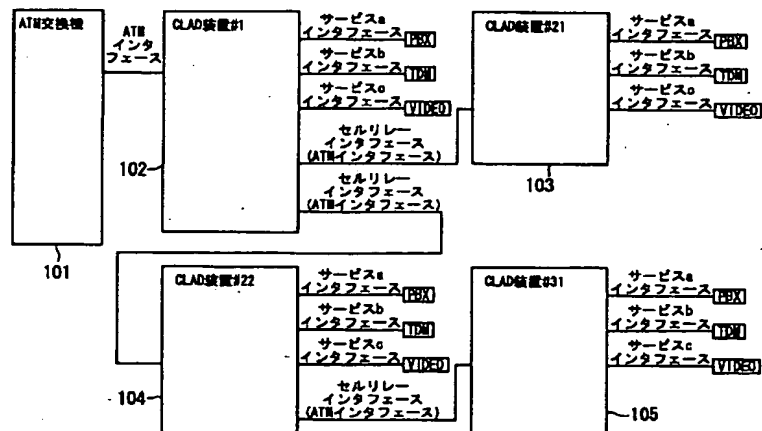 ATM交換機
ATM
インタ
フェース
CLAD装置#1
サービスa
インタフェース
PBX
サービスb
インタフェース
TDM
サービスc
インタフェース
VIDEO
セルリレー
インタフェース
(ATMインタフェース)
セルリレー
インタフェース
(ATMインタフェース)
CLAD装置#21
サービスa
インタフェース
PBX
サービスb
インタフェース
TDM
サービスc
インタフェース
VIDEO
101
102
103
CLAD装置#22
サービスa
インタフェース
PBX
サービスb
インタフェース
TDM
サービスc
インタフェース
VIDEO
セルリレー
インタフェース
(ATMインタフェース)
CLAD装置#31
サービスa
インタフェース
PBX
サービスb
インタフェース
TDM
サービスc
インタフェース
VIDEO
104
105